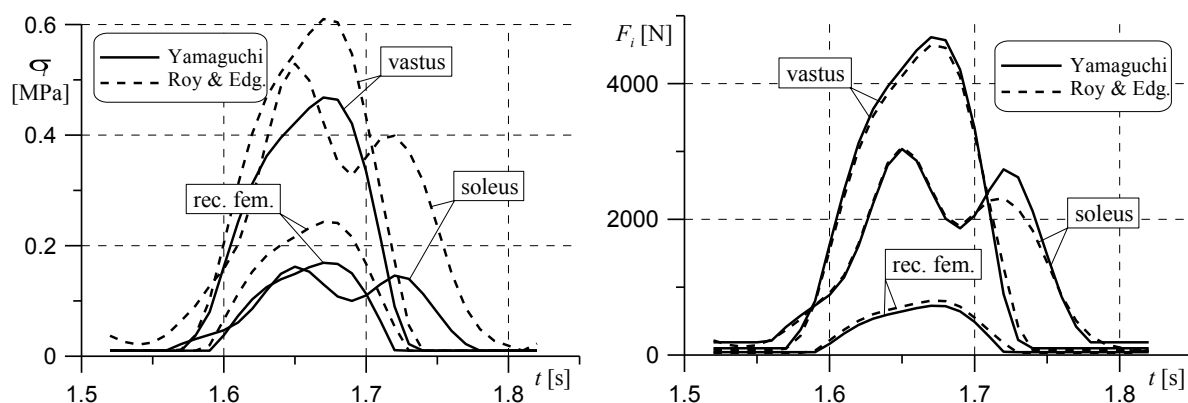 0.6
Yamaguchi
Roy & Edg.
σi
[MPa]
vastus
0.4
rec. fem.
soleus
0.2
0
t [s]
1.5
1.6
1.7
1.8
Fi [N]
Yamaguchi
Roy & Edg.
4000
vastus
2000
soleus
rec. fem.
0
t [s]
1.5
1.6
1.7
1.8